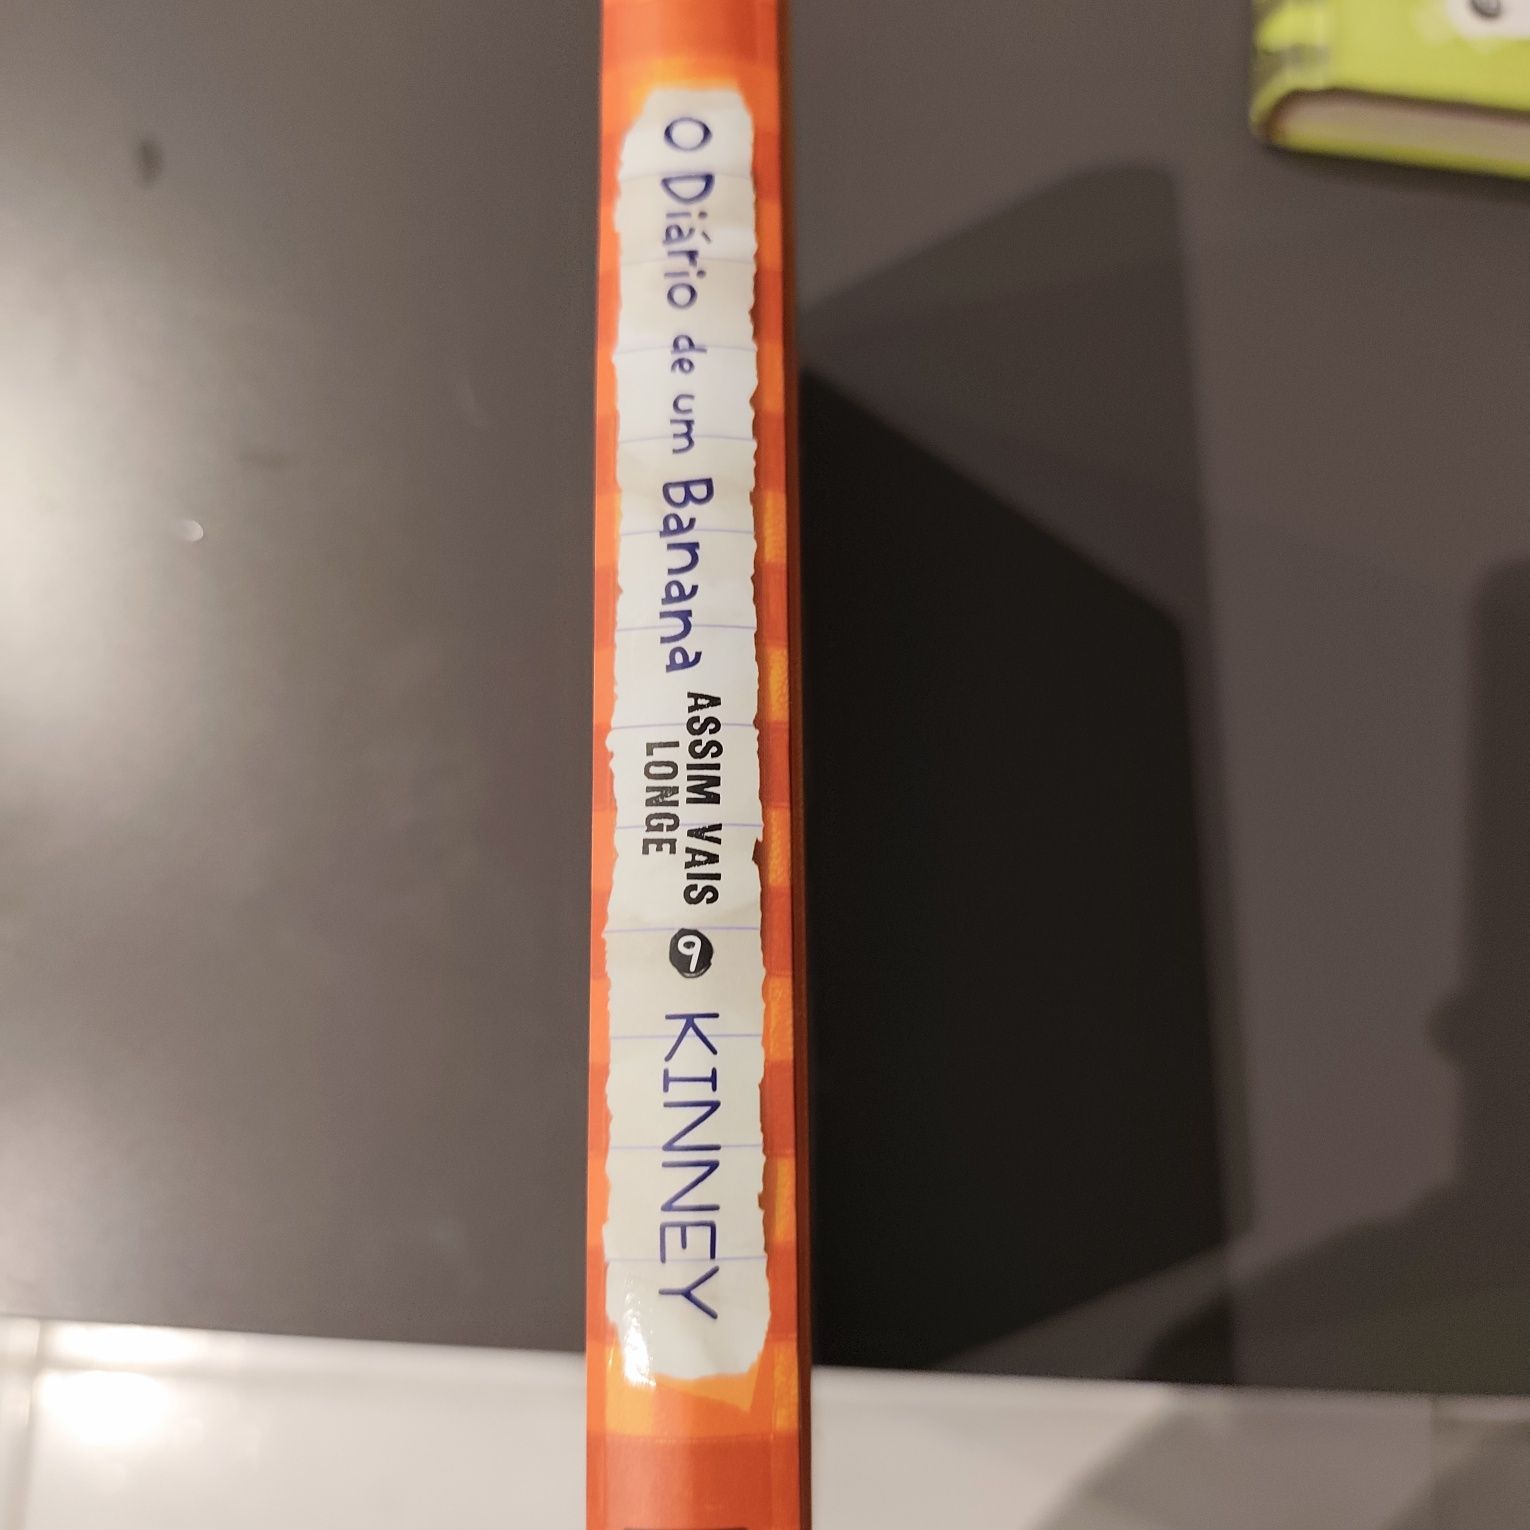 O Diário de um Banana
ASSIM VAIS
LONGE
9
KINNEY